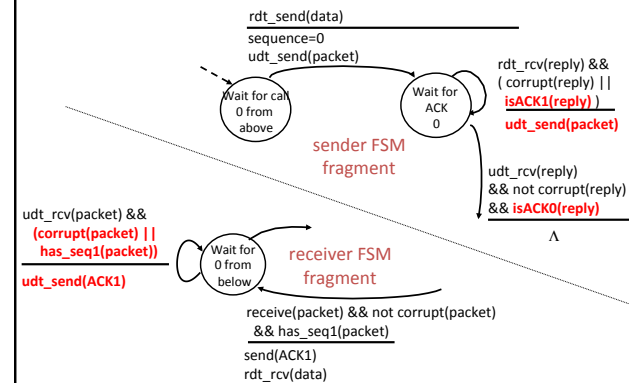 rdt_send(data)
sequence=0
udt_send(packet)
Wait for call
0 from
above
Wait for
ACK
0
rdt_rcv(reply) &&
( corrupt(reply) ||
isACK1(reply) )
udt_send(packet)
sender FSM
fragment
udt_rcv(reply)
&& not corrupt(reply)
&& isACK0(reply)
Λ
udt_rcv(packet) &&
(corrupt(packet) ||
has_seq1(packet))
udt_send(ACK1)
Wait for
0 from
below
receiver FSM
fragment
receive(packet) && not corrupt(packet)
&& has_seq1(packet)
send(ACK1)
rdt_rcv(data)